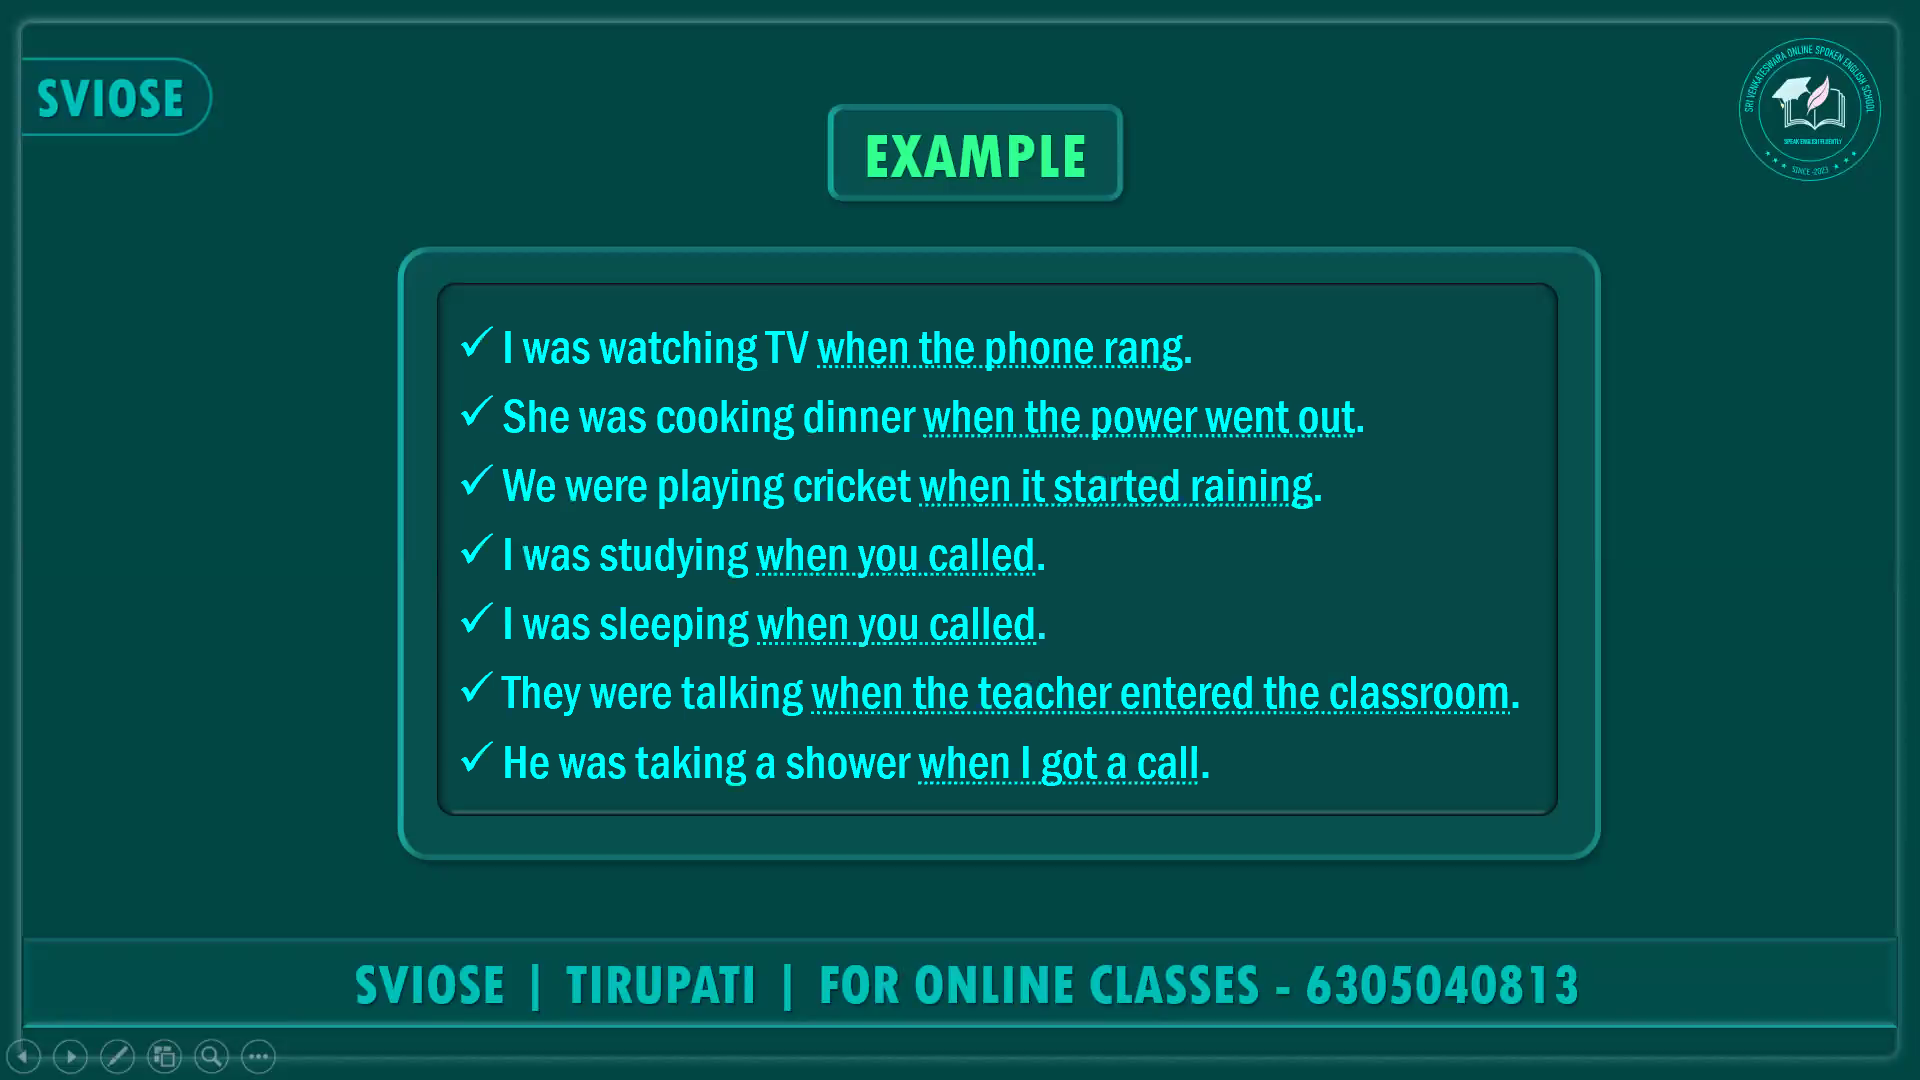 SVIOSE
SRI VENKATESWARA ONLINE SPOKEN ENGLISH SCHOOL
SPEAK ENGLISH FLUENTLY
SINCE -2021
EXAMPLE
✓ I was watching TV when the phone rang.
✓ She was cooking dinner when the power went out.
✓ We were playing cricket when it started raining.
✓ I was studying when you called.
✓ I was sleeping when you called.
✓ They were talking when the teacher entered the classroom.
✓ He was taking a shower when I got a call.
SVIOSE | TIRUPATI | FOR ONLINE CLASSES - 6305040813